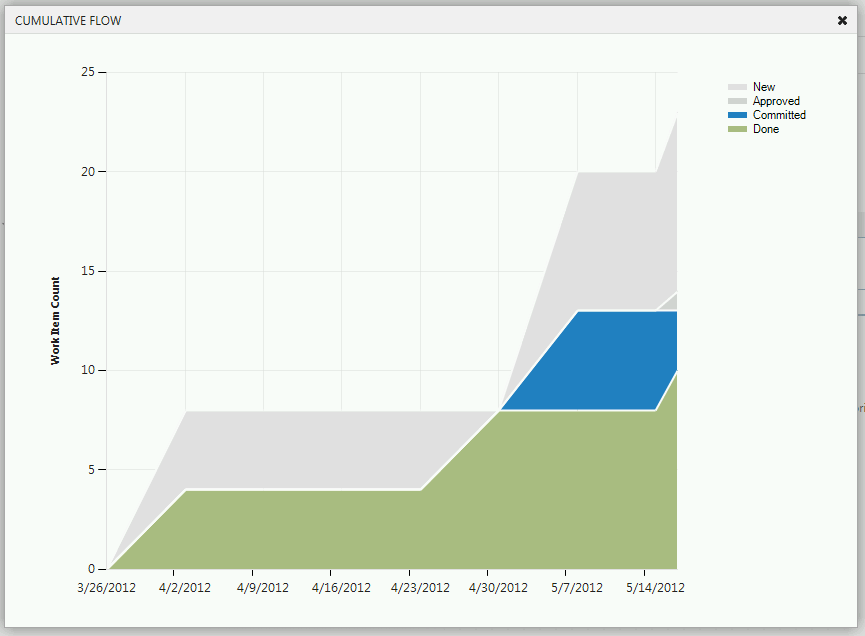 CUMULATIVE FLOW
25
20
15
10
5
0
Work Item Count
3/26/2012 4/2/2012 4/9/2012 4/16/2012 4/23/2012 4/30/2012 5/7/2012 5/14/2012
New
Approved
Committed
Done